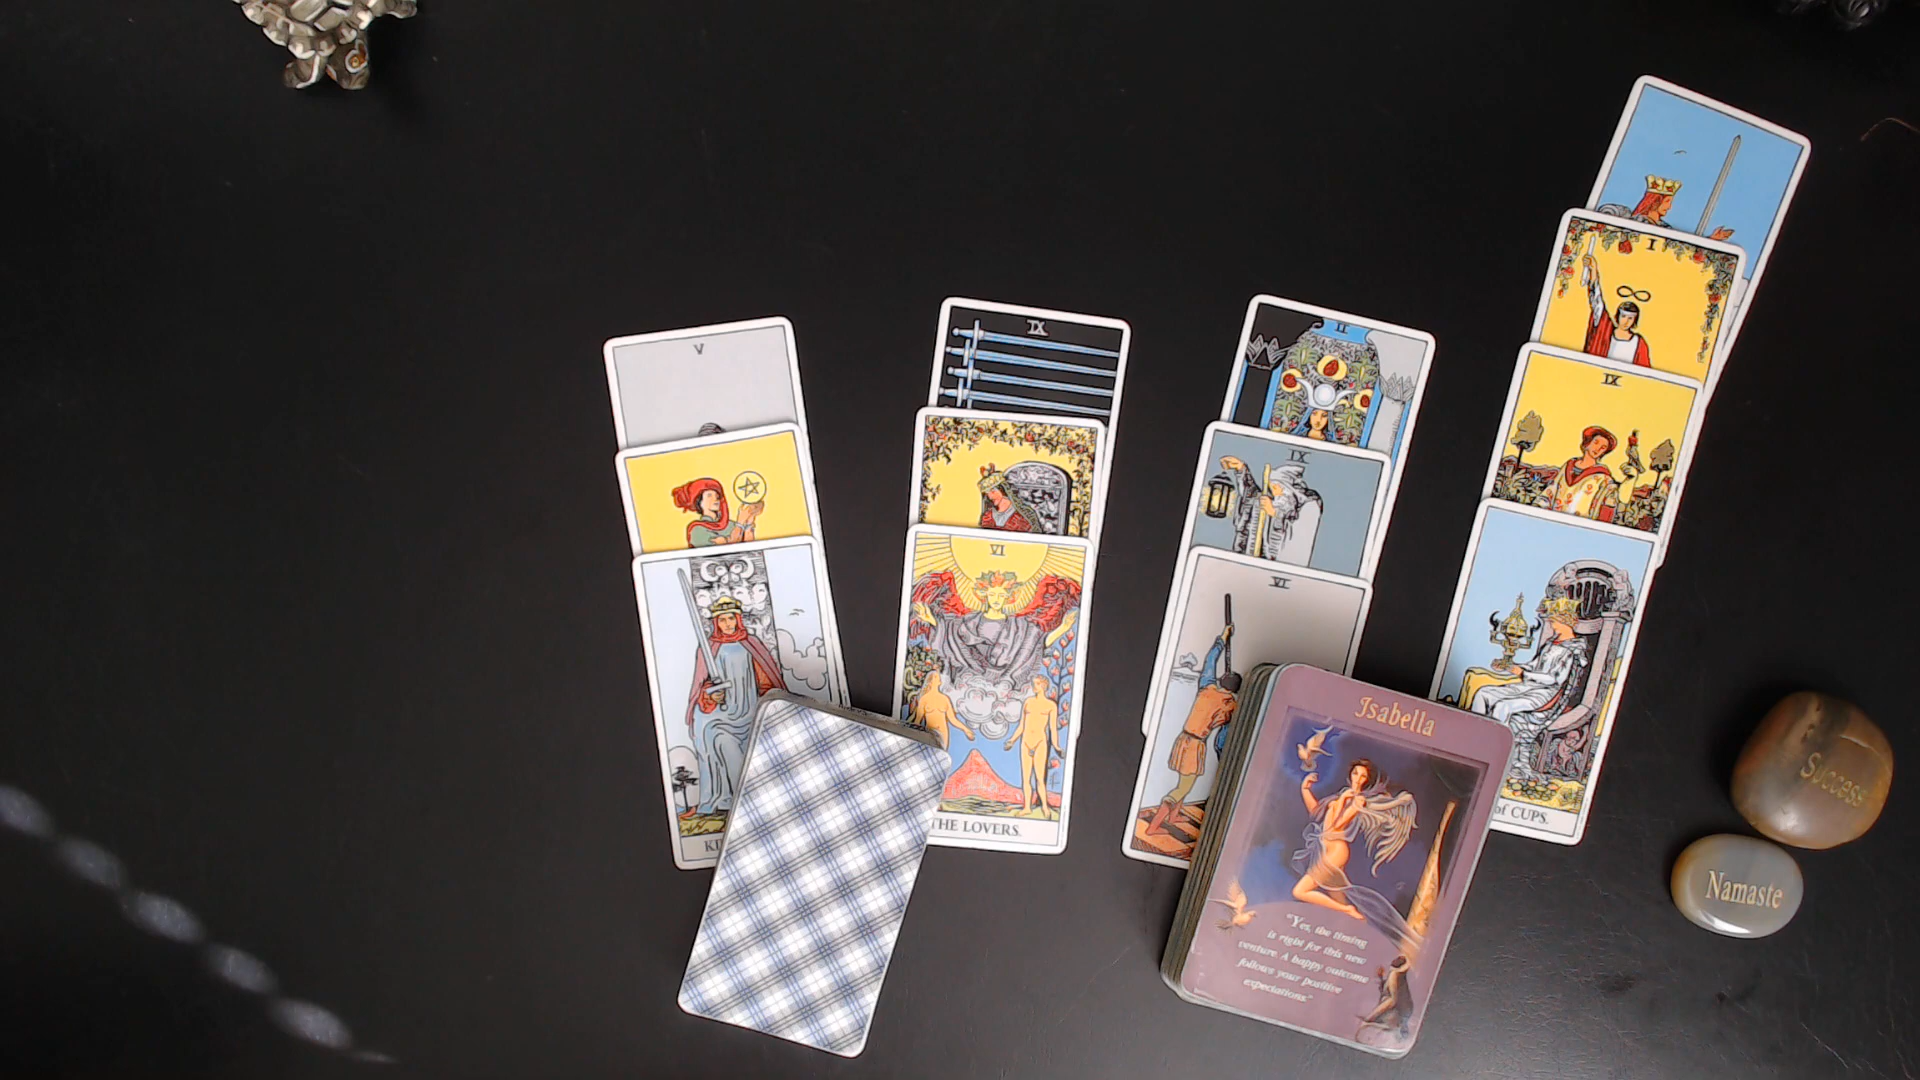 V
IX
VI
THE LOVERS.
II
IX
VI
I
IX
of CUPS.
Isabella
"Yes, the timing
is right for this new
venture. A happy outcome
follows your positive
expectations."
Success
Namaste